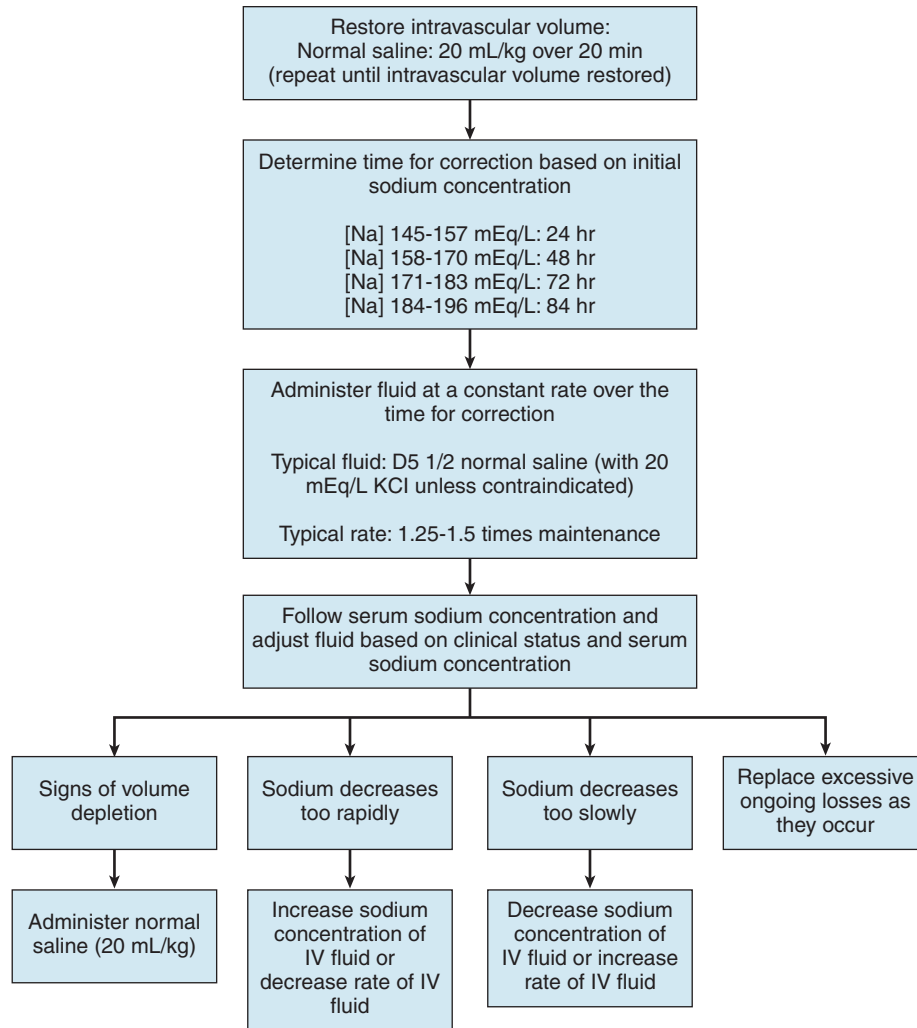 Restore intravascular volume:
Normal saline: 20 mL/kg over 20 min
(repeat until intravascular volume restored)
Determine time for correction based on initial
sodium concentration
[Na] 145-157 mEq/L: 24 hr
[Na] 158-170 mEq/L: 48 hr
[Na] 171-183 mEq/L: 72 hr
[Na] 184-196 mEq/L: 84 hr
Administer fluid at a constant rate over the
time for correction
Typical fluid: D5 1/2 normal saline (with 20
mEq/L KCl unless contraindicated)
Typical rate: 1.25-1.5 times maintenance
Follow serum sodium concentration and
adjust fluid based on clinical status and serum
sodium concentration
Signs of volume
depletion
Administer normal
saline (20 mL/kg)
Sodium decreases
too rapidly
Increase sodium
concentration of
IV fluid or
decrease rate of IV
fluid
Sodium decreases
too slowly
Decrease sodium
concentration of
IV fluid or increase
rate of IV fluid
Replace excessive
ongoing losses as
they occur